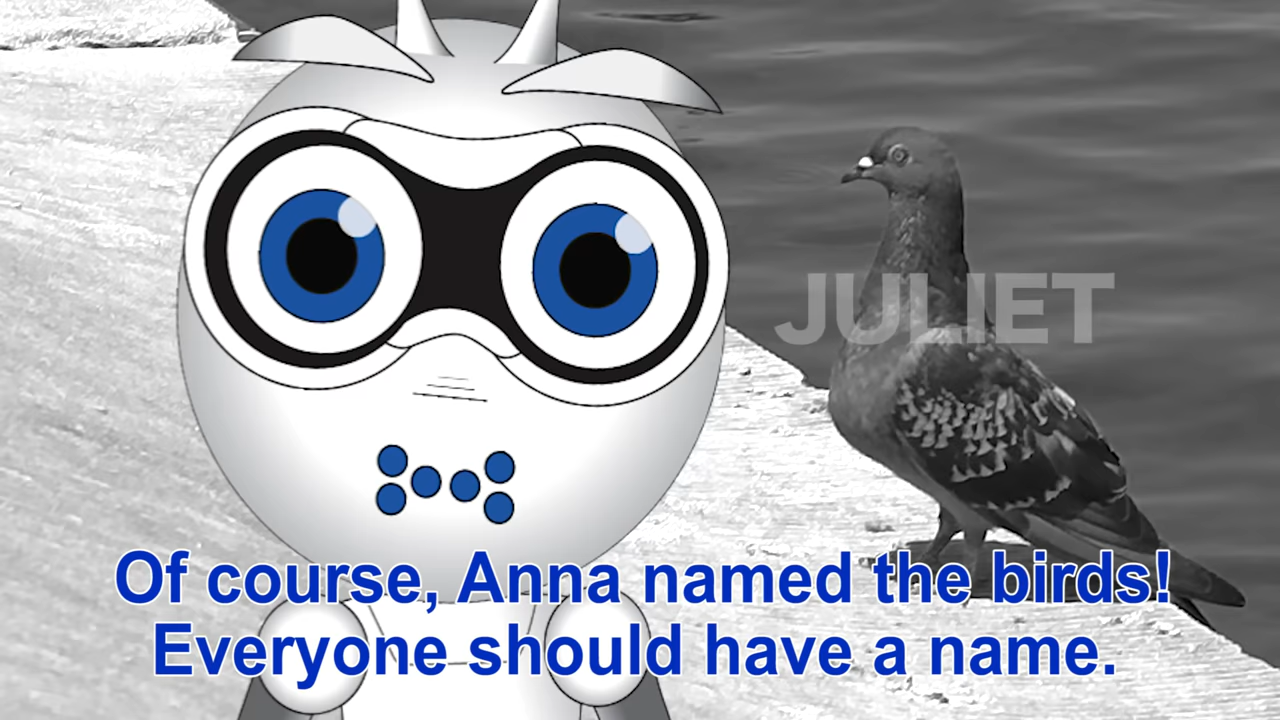 JULIET
Of course, Anna named the birds!
Everyone should have a name.